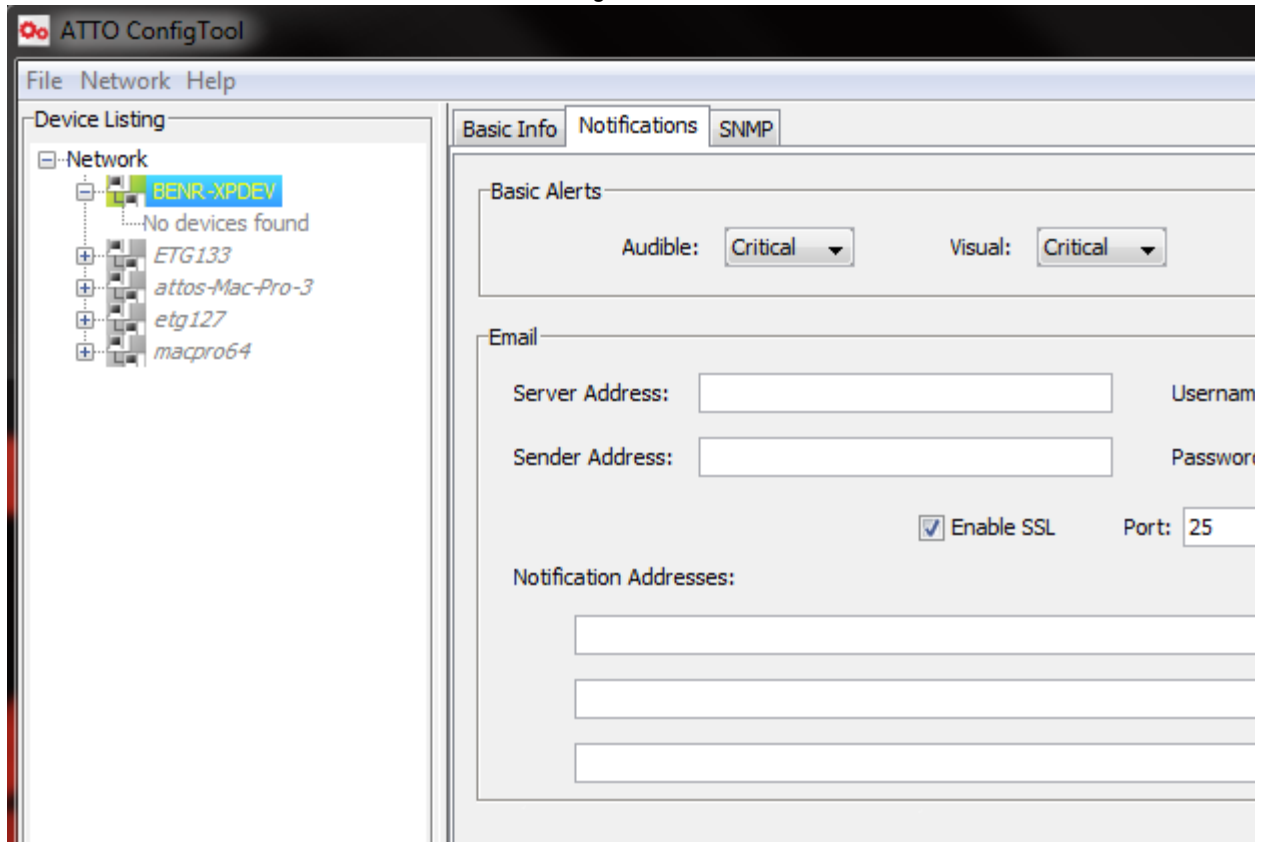 ATTO ConfigTool
File Network Help
Device Listing
Network
BENR-XPDEV
No devices found
ETG133
attos-Mac-Pro-3
etg127
macpro64
Basic Info Notifications SNMP
Basic Alerts
Audible: Critical Visual: Critical
Email
Server Address: Usernam
Sender Address: Passwor
Enable SSL Port: 25
Notification Addresses: